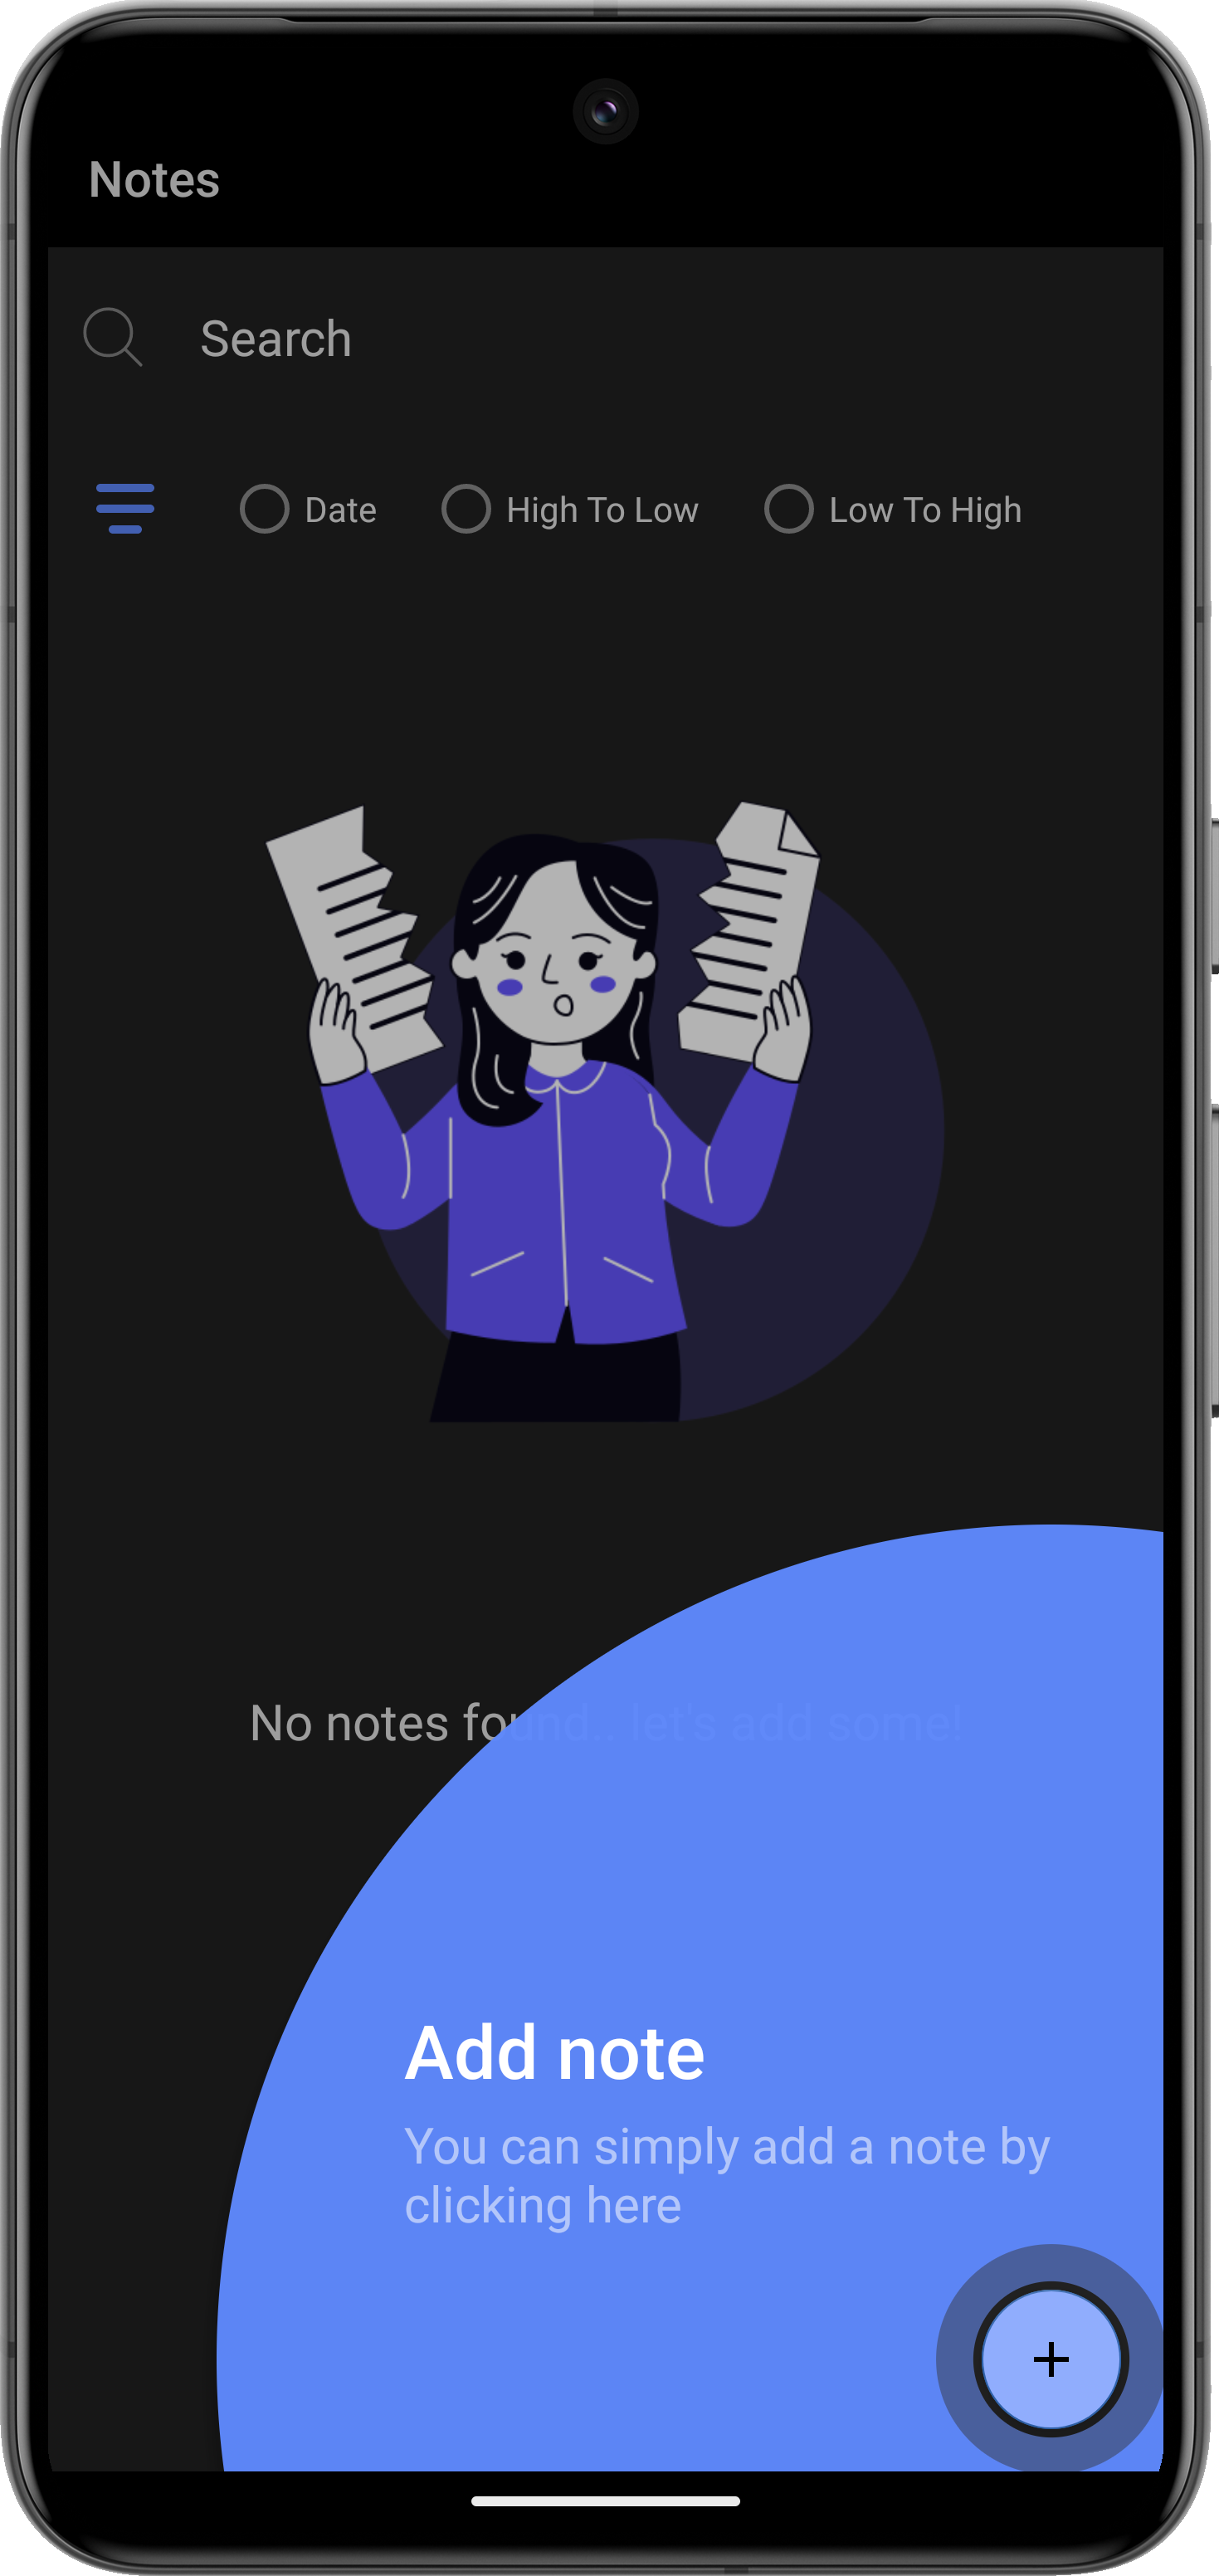 Notes
Search
Date High To Low Low To High
No notes found.. let's add some!
Add note
You can simply add a note by
clicking here